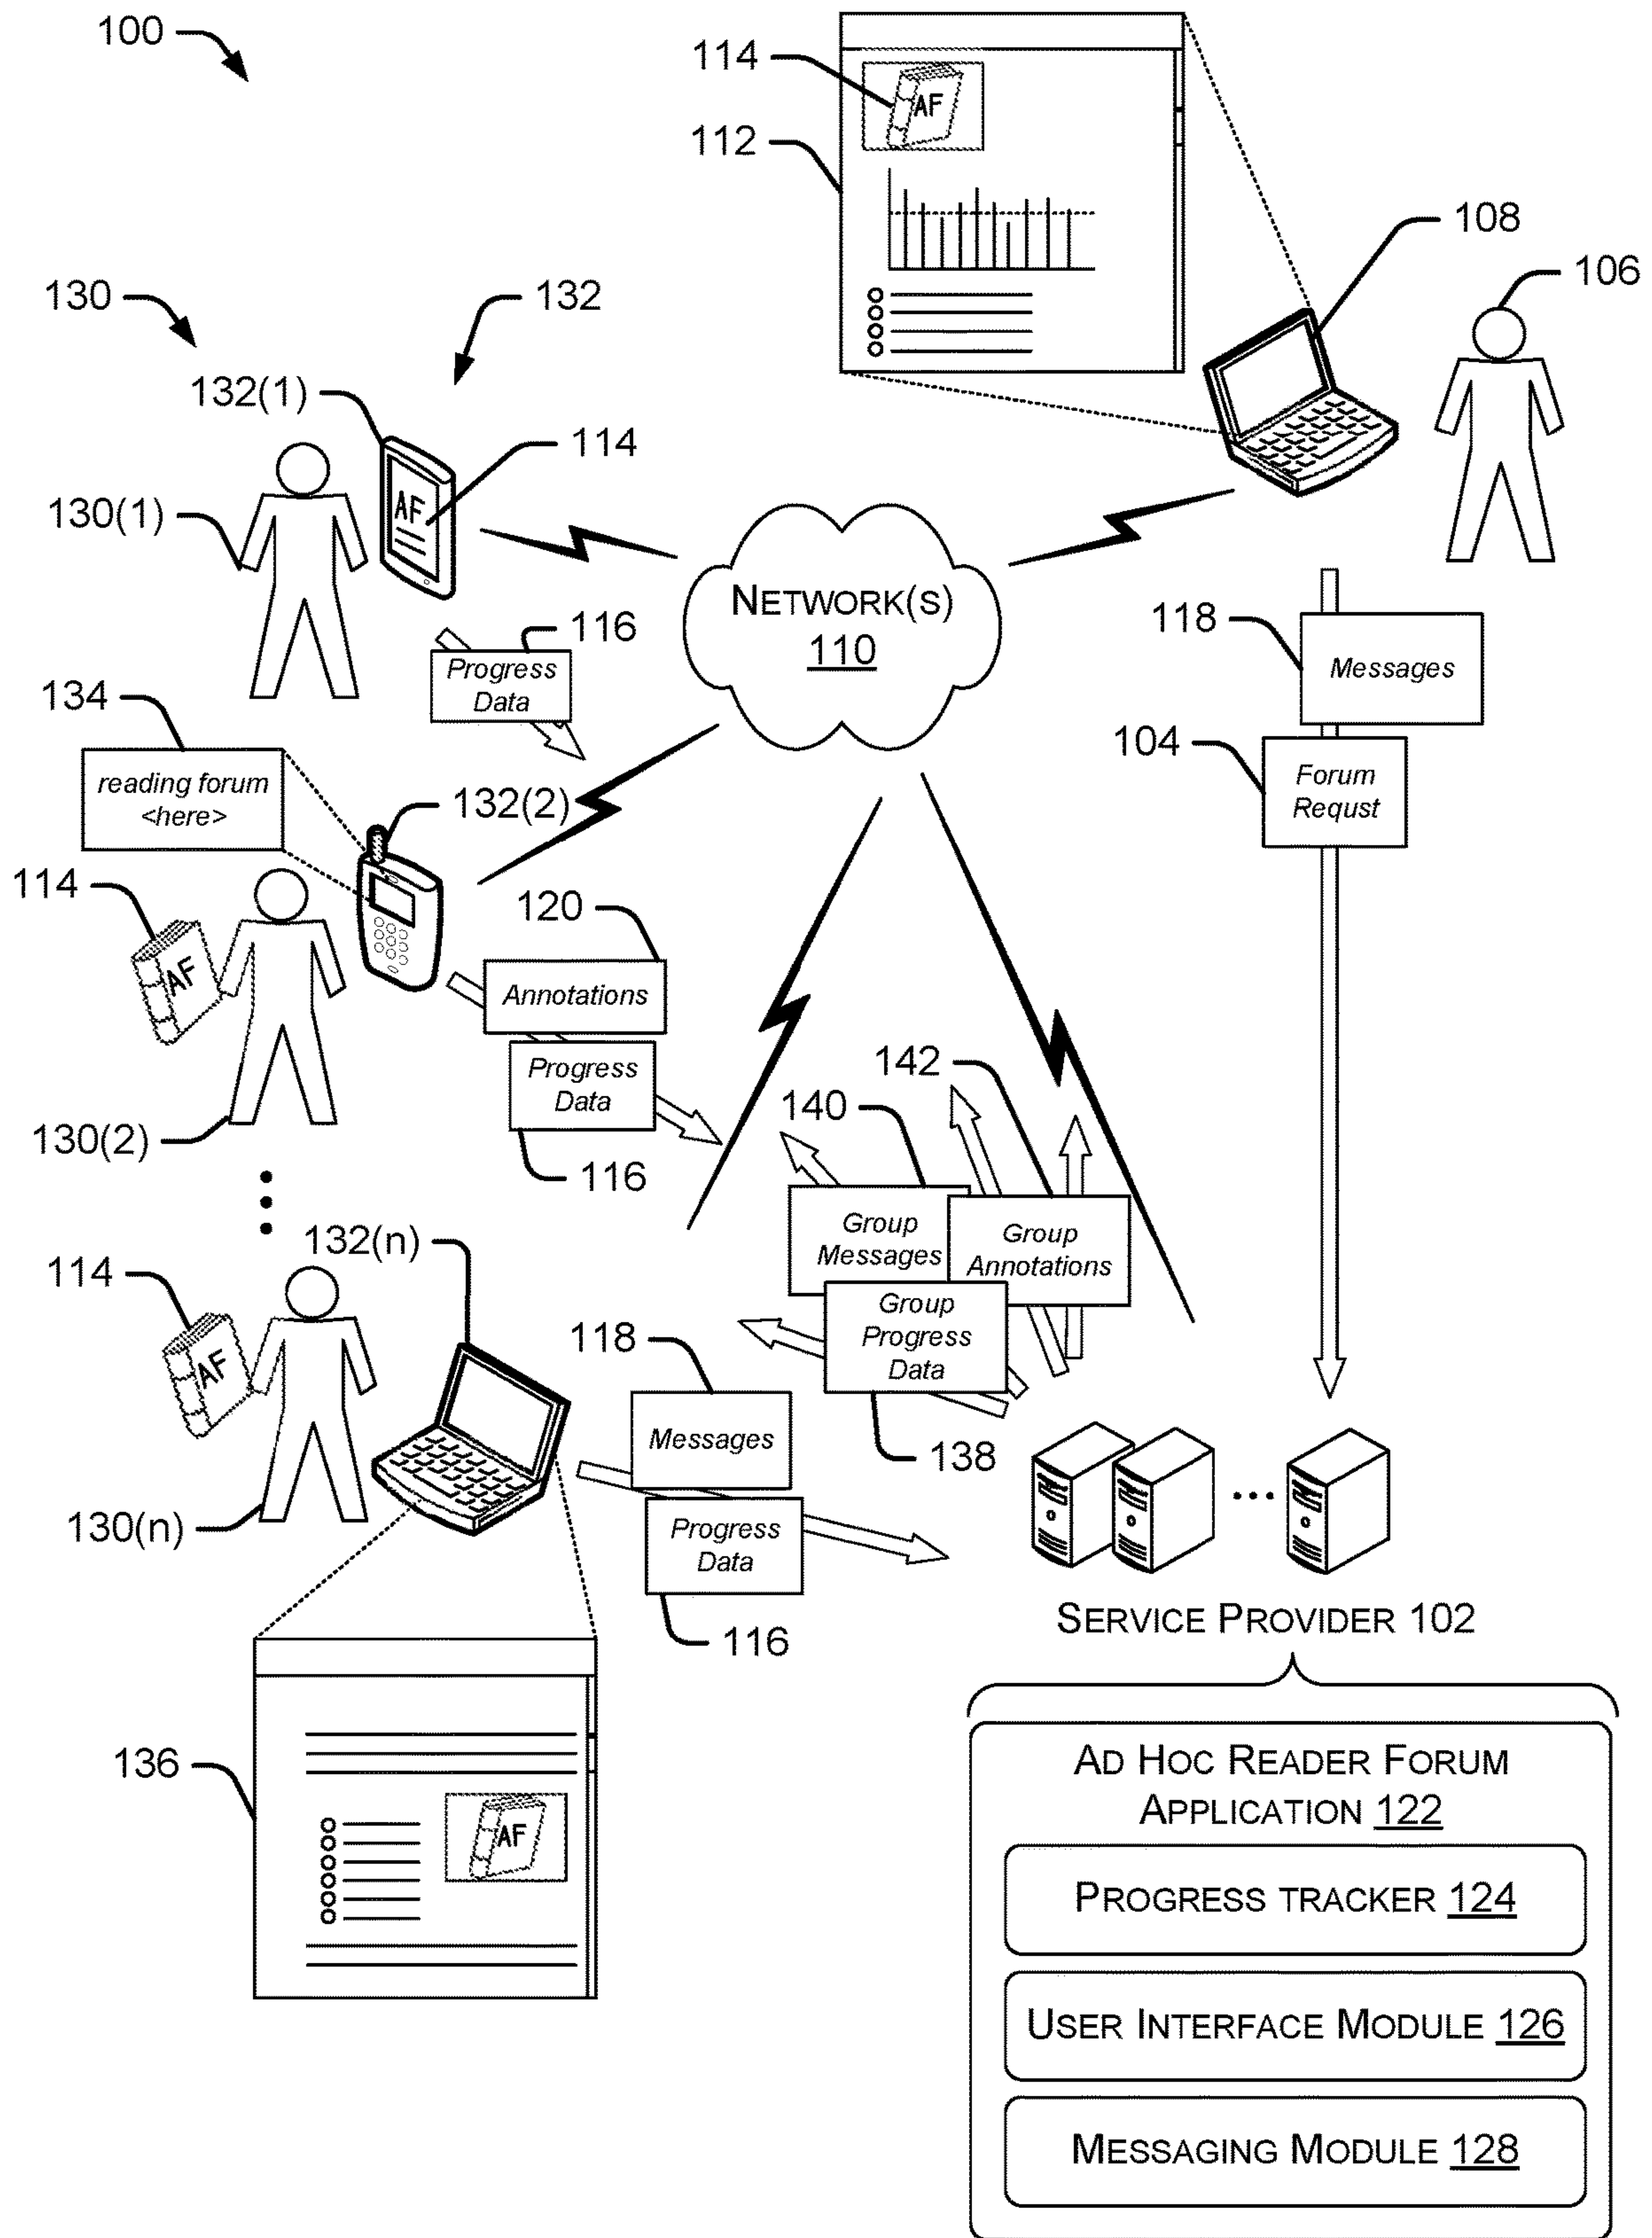 100
114
AF
112
108
106
130
132
132(1)
114
AF
130(1)
NETWORK(S)
110
116
Progress
Data
118
Messages
134
104
Forum
Requst
reading forum
<here>
132(2)
114
AF
120
Annotations
Progress
Data
130(2)
116
142
140
Group
Messages
Group
Annotations
132(n)
114
AF
Group
Progress
Data
118
Messages
138
130(n)
Progress
Data
116
SERVICE PROVIDER 102
136
AF
AD HOC READER FORUM
APPLICATION 122
PROGRESS TRACKER 124
USER INTERFACE MODULE 126
MESSAGING MODULE 128